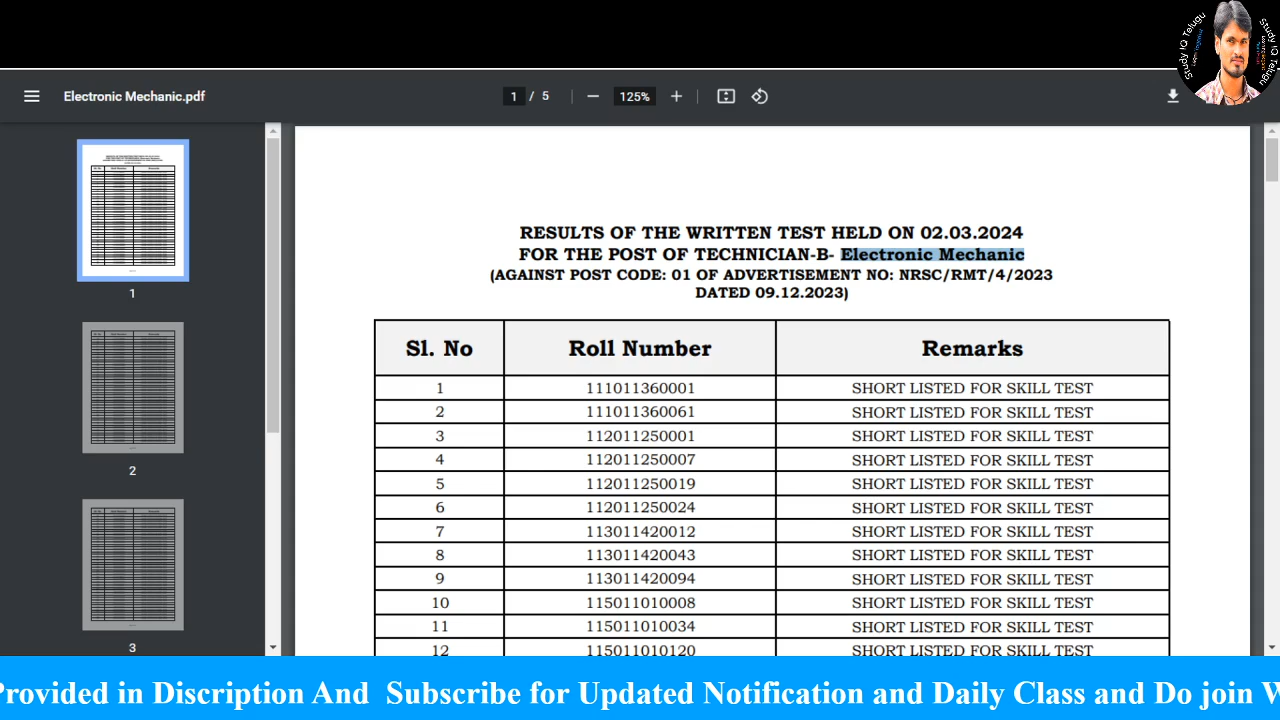 Study IQ Telugu
Study IQ Telugu
Electronic Mechanic.pdf
1 / 5
125%
RESULTS OF THE WRITTEN TEST HELD ON 02.03.2024
FOR THE POST OF TECHNICIAN-B- Electronic Mechanic
(AGAINST POST CODE: 01 OF ADVERTISEMENT NO: NRSC/RMT/4/2023
DATED 09.12.2023)
Sl. No Roll Number Remarks
1 111011360001 SHORT LISTED FOR SKILL TEST
2 111011360061 SHORT LISTED FOR SKILL TEST
3 112011250001 SHORT LISTED FOR SKILL TEST
4 112011250007 SHORT LISTED FOR SKILL TEST
5 112011250019 SHORT LISTED FOR SKILL TEST
6 112011250024 SHORT LISTED FOR SKILL TEST
7 113011420012 SHORT LISTED FOR SKILL TEST
8 113011420043 SHORT LISTED FOR SKILL TEST
9 113011420094 SHORT LISTED FOR SKILL TEST
10 115011010008 SHORT LISTED FOR SKILL TEST
11 115011010034 SHORT LISTED FOR SKILL TEST
12 115011010120 SHORT LISTED FOR SKILL TEST
1
2
3
Provided in Discription And Subscribe for Updated Notification and Daily Class and Do join W